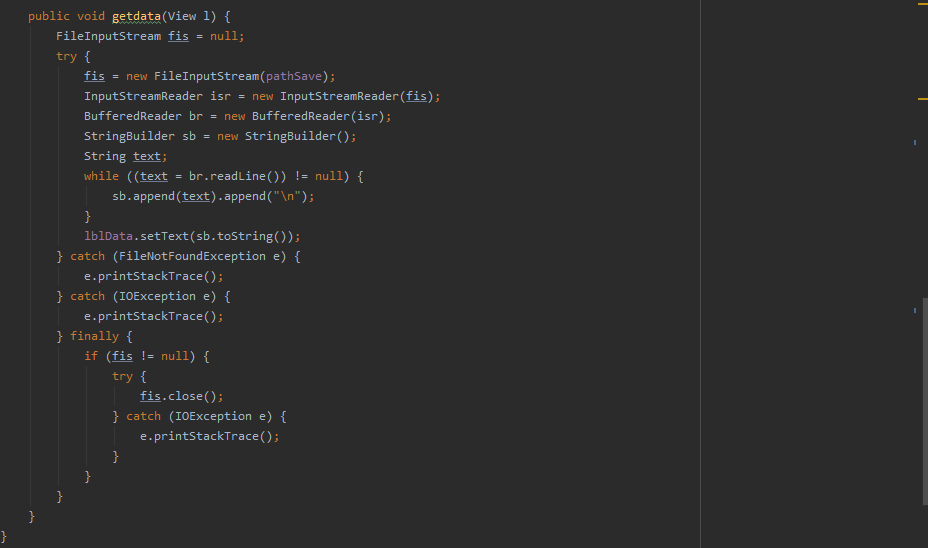 public void getdata(View l) {
FileInputStream fis = null;
try {
fis = new FileInputStream(pathSave);
InputStreamReader isr = new InputStreamReader(fis);
BufferedReader br = new BufferedReader(isr);
StringBuilder sb = new StringBuilder();
String text;
while ((text = br.readLine()) != null) {
sb.append(text).append("\n");
}
lblData.setText(sb.toString());
} catch (FileNotFoundException e) {
e.printStackTrace();
} catch (IOException e) {
e.printStackTrace();
} finally {
if (fis != null) {
try {
fis.close();
} catch (IOException e) {
e.printStackTrace();
}
}
}
}
}